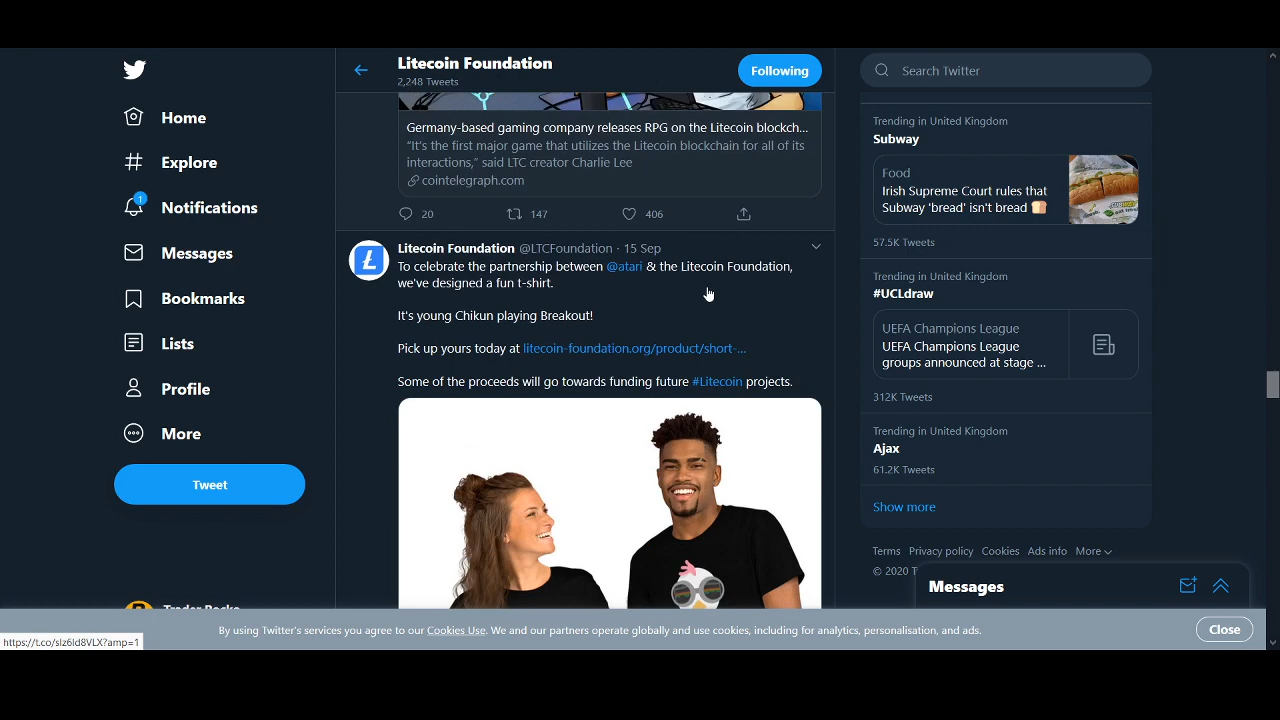 Home
Explore
1
Notifications
Messages
Bookmarks
Lists
Profile
More
Tweet
Litecoin Foundation
2,248 Tweets
Following
Germany-based gaming company releases RPG on the Litecoin blockch...
“It's the first major game that utilizes the Litecoin blockchain for all of its
interactions,” said LTC creator Charlie Lee
cointelegraph.com
20 147 406
Litecoin Foundation @LTCFoundation · 15 Sep
To celebrate the partnership between @atari & the Litecoin Foundation,
we've designed a fun t-shirt.
It's young Chikun playing Breakout!
Pick up yours today at litecoin-foundation.org/product/short-...
Some of the proceeds will go towards funding future #Litecoin projects.
Search Twitter
Trending in United Kingdom
Subway
Food
Irish Supreme Court rules that
Subway 'bread' isn't bread 🍞
57.5K Tweets
Trending in United Kingdom
#UCLdraw
UEFA Champions League
UEFA Champions League
groups announced at stage ...
312K Tweets
Trending in United Kingdom
Ajax
61.2K Tweets
Show more
Terms Privacy policy Cookies Ads info More
© 2020 T
Messages
By using Twitter's services you agree to our Cookies Use. We and our partners operate globally and use cookies, including for analytics, personalisation, and ads.
Close
https://t.co/slz6ld8VLX?amp=1